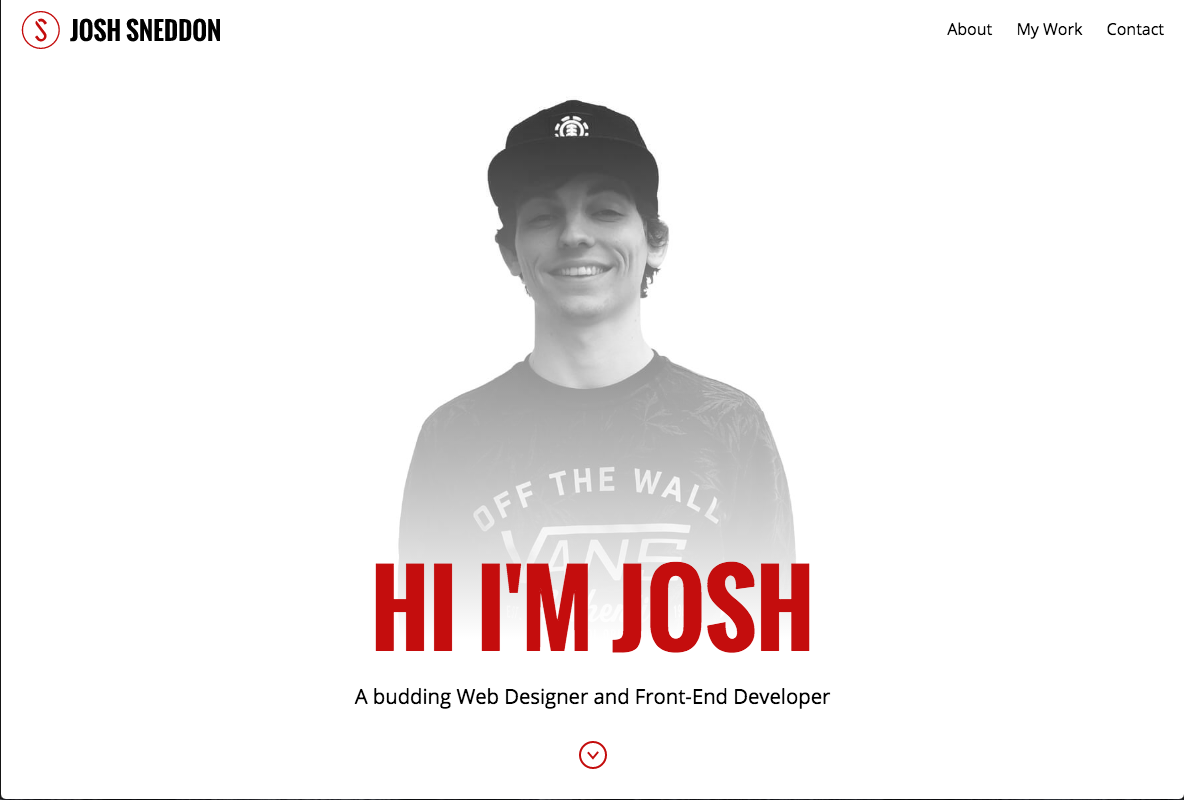 JOSH SNEDDON
About
My Work
Contact
OFF THE WALL
VANS
HI I'M JOSH
A budding Web Designer and Front-End Developer